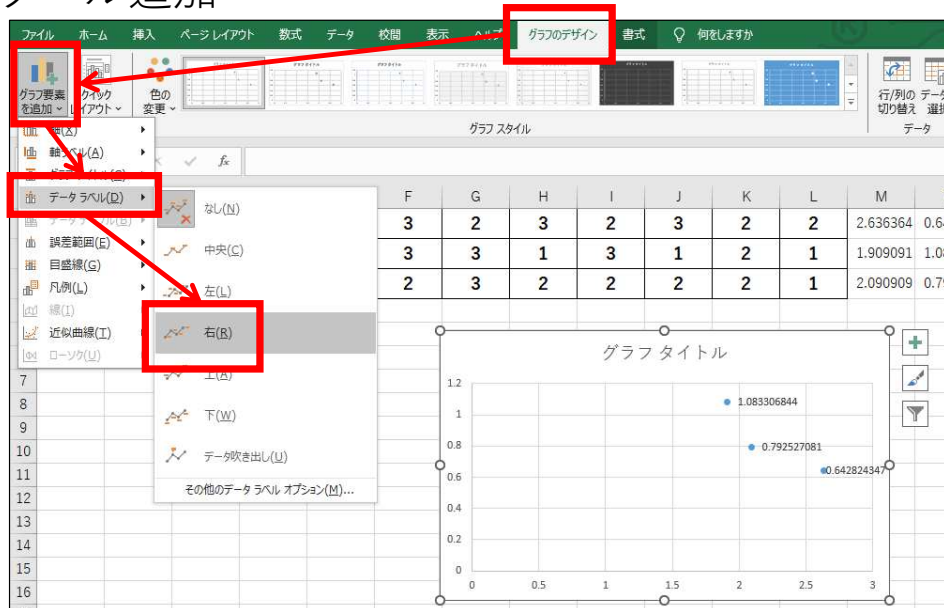 ファイル ホーム 挿入 ページ レイアウト 数式 データ 校閲 表示 ヘルプ グラフのデザイン 書式 何をしますか
グラフ要素を追加 クイック レイアウト 色の変更 行/列の切り替え
グラフ スタイル
軸ラベル(A)
データ ラベル(D)
誤差範囲(E)
目盛線(G)
凡例(L)
線(I)
近似曲線(T)
ローソク(U)
なし(N)
中央(C)
左(L)
右(R)
上(A)
下(W)
データ吹き出し(U)
その他のデータ ラベル オプション(M)...
fx
F G H I J K L M
3 2 3 2 3 2 2 2.636364
3 3 1 3 1 2 1 1.909091
2 3 2 2 2 2 1 2.090909
7
8
9
10
11
12
13
14
15
16
グラフ タイトル
1.2
1
0.8
0.6
0.4
0.2
0
1.083306844
0.792527081
0.642824347
0 0.5 1 1.5 2 2.5 3